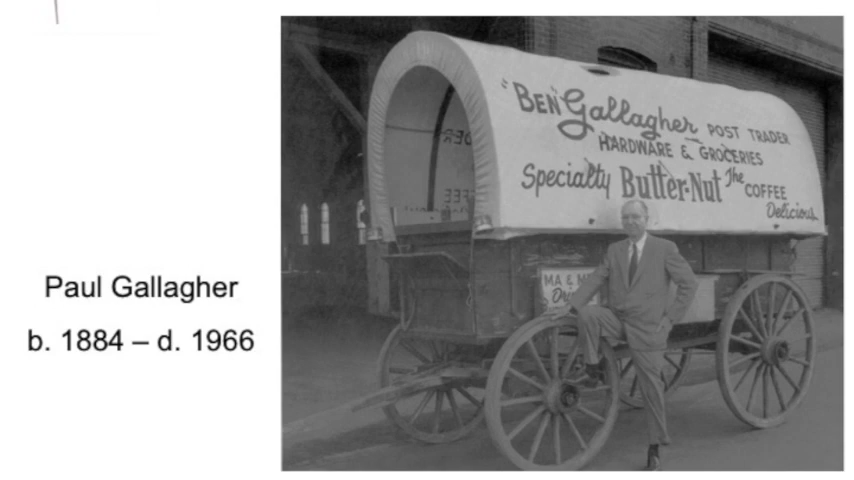 Paul Gallagher
b. 1884 – d. 1966
"BEN" Gallagher POST TRADER
HARDWARE & GROCERIES
Specialty Butter-Nut The COFFEE
Delicious
MA &